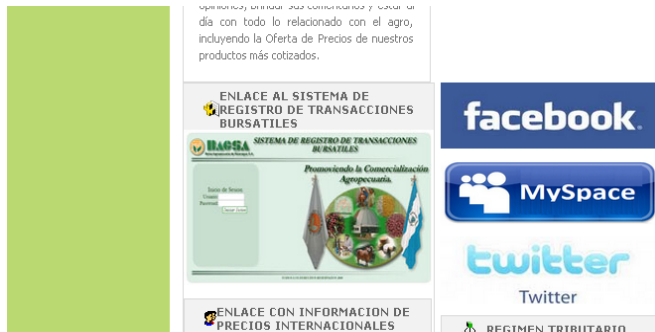 opiniones, brindar sus comentarios y estar al
día con todo lo relacionado con el agro,
incluyendo la Oferta de Precios de nuestros
productos más cotizados.
ENLACE AL SISTEMA DE
REGISTRO DE TRANSACCIONES
BURSATILES
BAGSA
SISTEMA DE REGISTRO DE TRANSACCIONES
BURSATILES
Promoviendo la Comercialización
Agropecuaria.
Inicio de Sesion
Usuario
Password
Iniciar Sesion
ENLACE CON INFORMACION DE
PRECIOS INTERNACIONALES
facebook
MySpace
twitter
Twitter
REGIMEN TRIBUTARIO